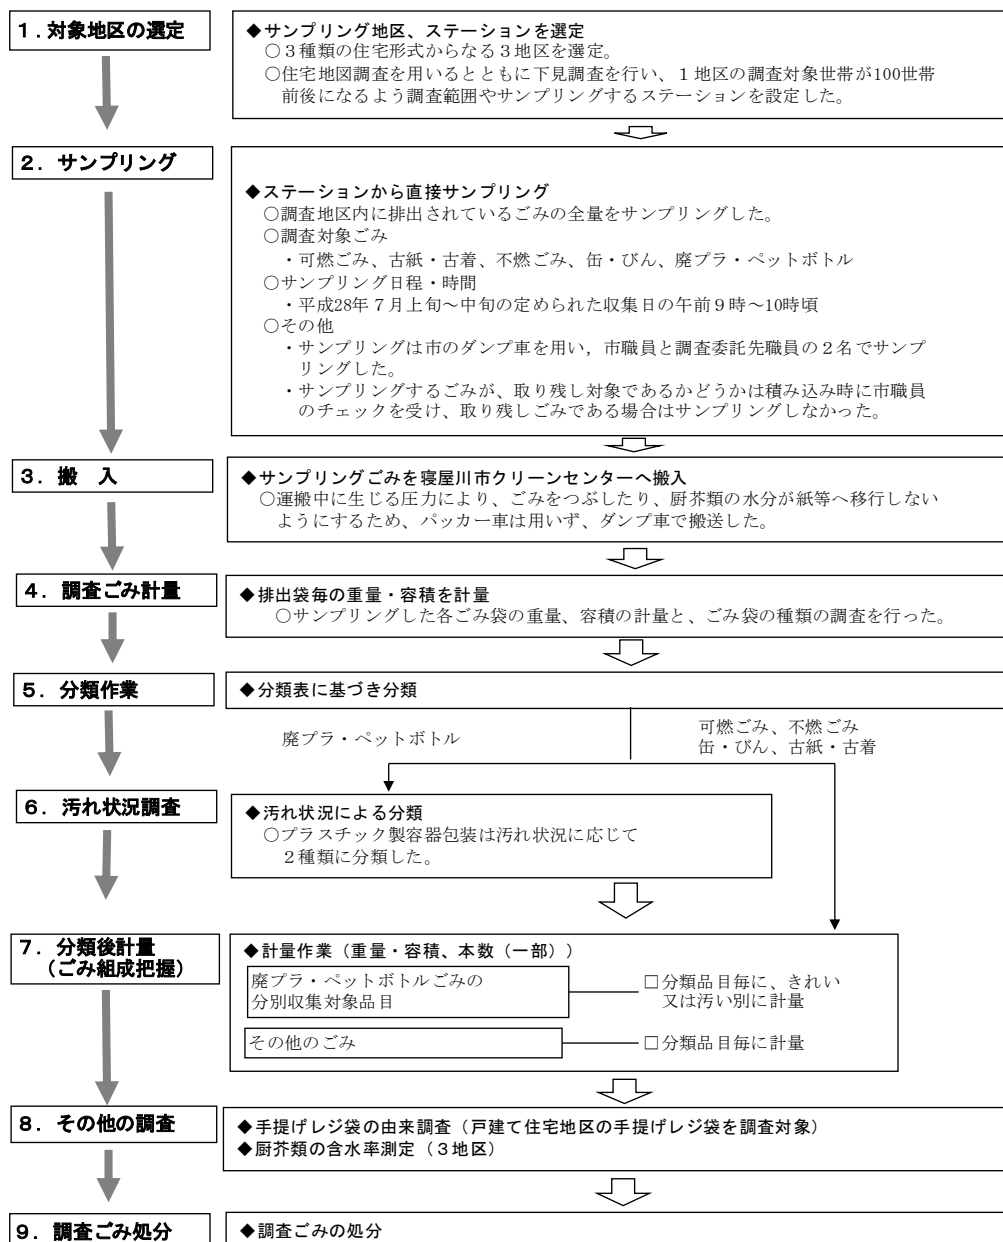 １.対象地区の選定
◆サンプリング地区、ステーションを選定
○３種類の住宅形式からなる３地区を選定。
○住宅地図調査を用いるとともに下見調査を行い、１地区の調査対象世帯が100世帯
前後になるよう調査範囲やサンプリングするステーションを設定した。
２．サンプリング
◆ステーションから直接サンプリング
○調査地区内に排出されているごみの全量をサンプリングした。
○調査対象ごみ
・可燃ごみ、古紙・古着、不燃ごみ、缶・びん、廃プラ・ペットボトル
○サンプリング日程・時間
・平成28年７月上旬～中旬の定められた収集日の午前９時～10時頃
○その他
・サンプリングは市のダンプ車を用い，市職員と調査委託先職員の２名でサンプ
リングした。
・サンプリングするごみが、取り残し対象であるかどうかは積み込み時に市職員
のチェックを受け、取り残しごみである場合はサンプリングしなかった。
３．搬　入
◆サンプリングごみを寝屋川市クリーンセンターへ搬入
○運搬中に生じる圧力により、ごみをつぶしたり、厨芥類の水分が紙等へ移行しない
ようにするため、パッカー車は用いず、ダンプ車で搬送した。
４．調査ごみ計量
◆排出袋毎の重量・容積を計量
○サンプリングした各ごみ袋の重量、容積の計量と、ごみ袋の種類の調査を行った。
５．分類作業
◆分類表に基づき分類
廃プラ・ペットボトル
可燃ごみ、不燃ごみ
缶・びん、古紙・古着
６．汚れ状況調査
◆汚れ状況による分類
○プラスチック製容器包装は汚れ状況に応じて
２種類に分類した。
７．分類後計量
（ごみ組成把握）
◆計量作業（重量・容積、本数（一部））
廃プラ・ペットボトルごみの
分別収集対象品目
□分類品目毎に、きれい
又は汚い別に計量
その他のごみ
□分類品目毎に計量
８．その他の調査
◆手提げレジ袋の由来調査（戸建て住宅地区の手提げレジ袋を調査対象）
◆厨芥類の含水率測定（３地区）
９．調査ごみ処分
◆調査ごみの処分